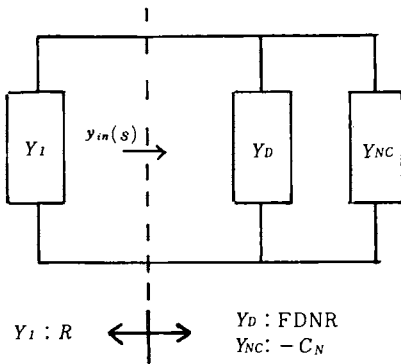 Y1
yin(s)
YD
YNC
Y1 : R
YD : FDNR
YNC: −CN